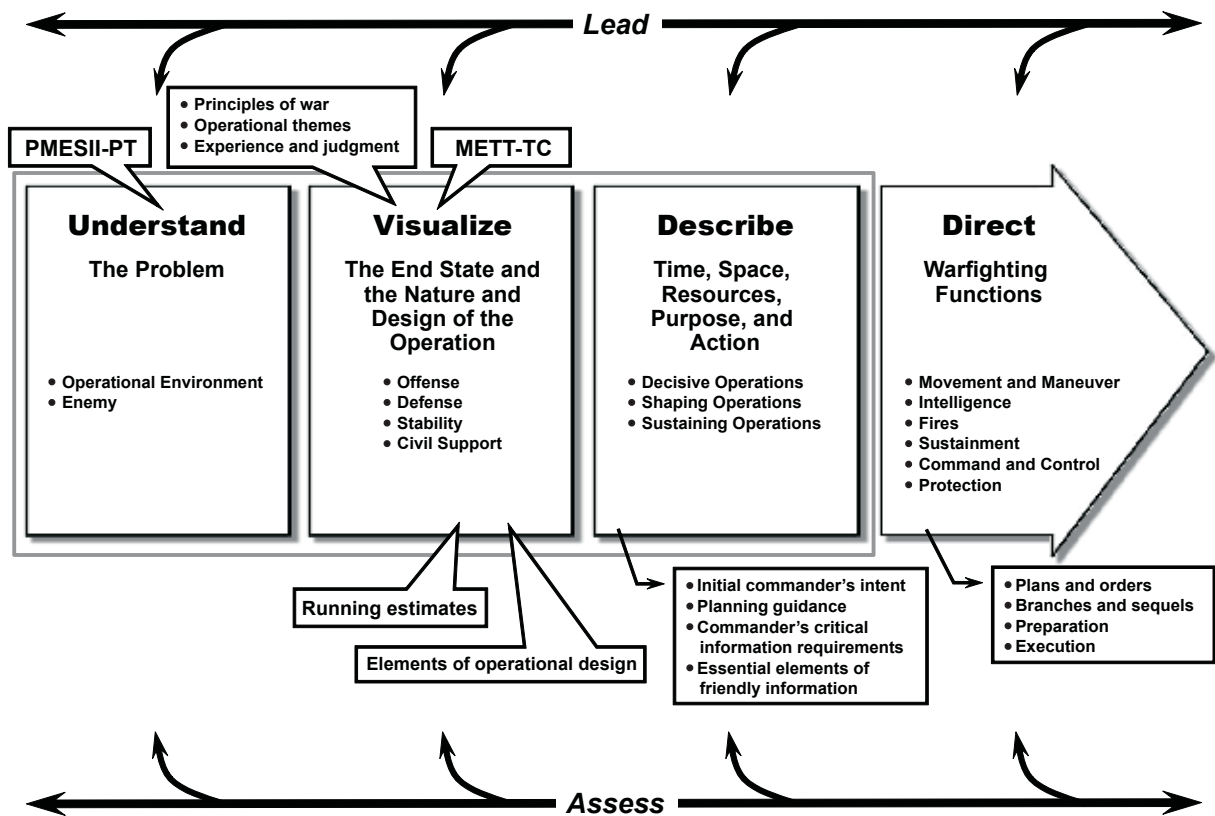 Lead
• Principles of war
• Operational themes
• Experience and judgment
PMESII-PT
METT-TC
Understand
The Problem
• Operational Environment
• Enemy
Visualize
The End State and
the Nature and
Design of the
Operation
• Offense
• Defense
• Stability
• Civil Support
Describe
Time, Space,
Resources,
Purpose, and
Action
• Decisive Operations
• Shaping Operations
• Sustaining Operations
Direct
Warfighting
Functions
• Movement and Maneuver
• Intelligence
• Fires
• Sustainment
• Command and Control
• Protection
Running estimates
Elements of operational design
• Initial commander's intent
• Planning guidance
• Commander's critical
information requirements
• Essential elements of
friendly information
• Plans and orders
• Branches and sequels
• Preparation
• Execution
Assess